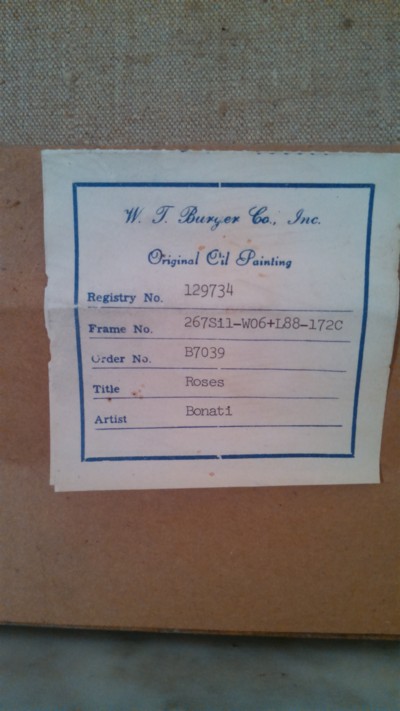 W. T. Burger Co., Inc.
Original Oil Painting
Registry No. 129734
Frame No. 267S11-W06+L88-172C
Order No. B7039
Title Roses
Artist Bonati